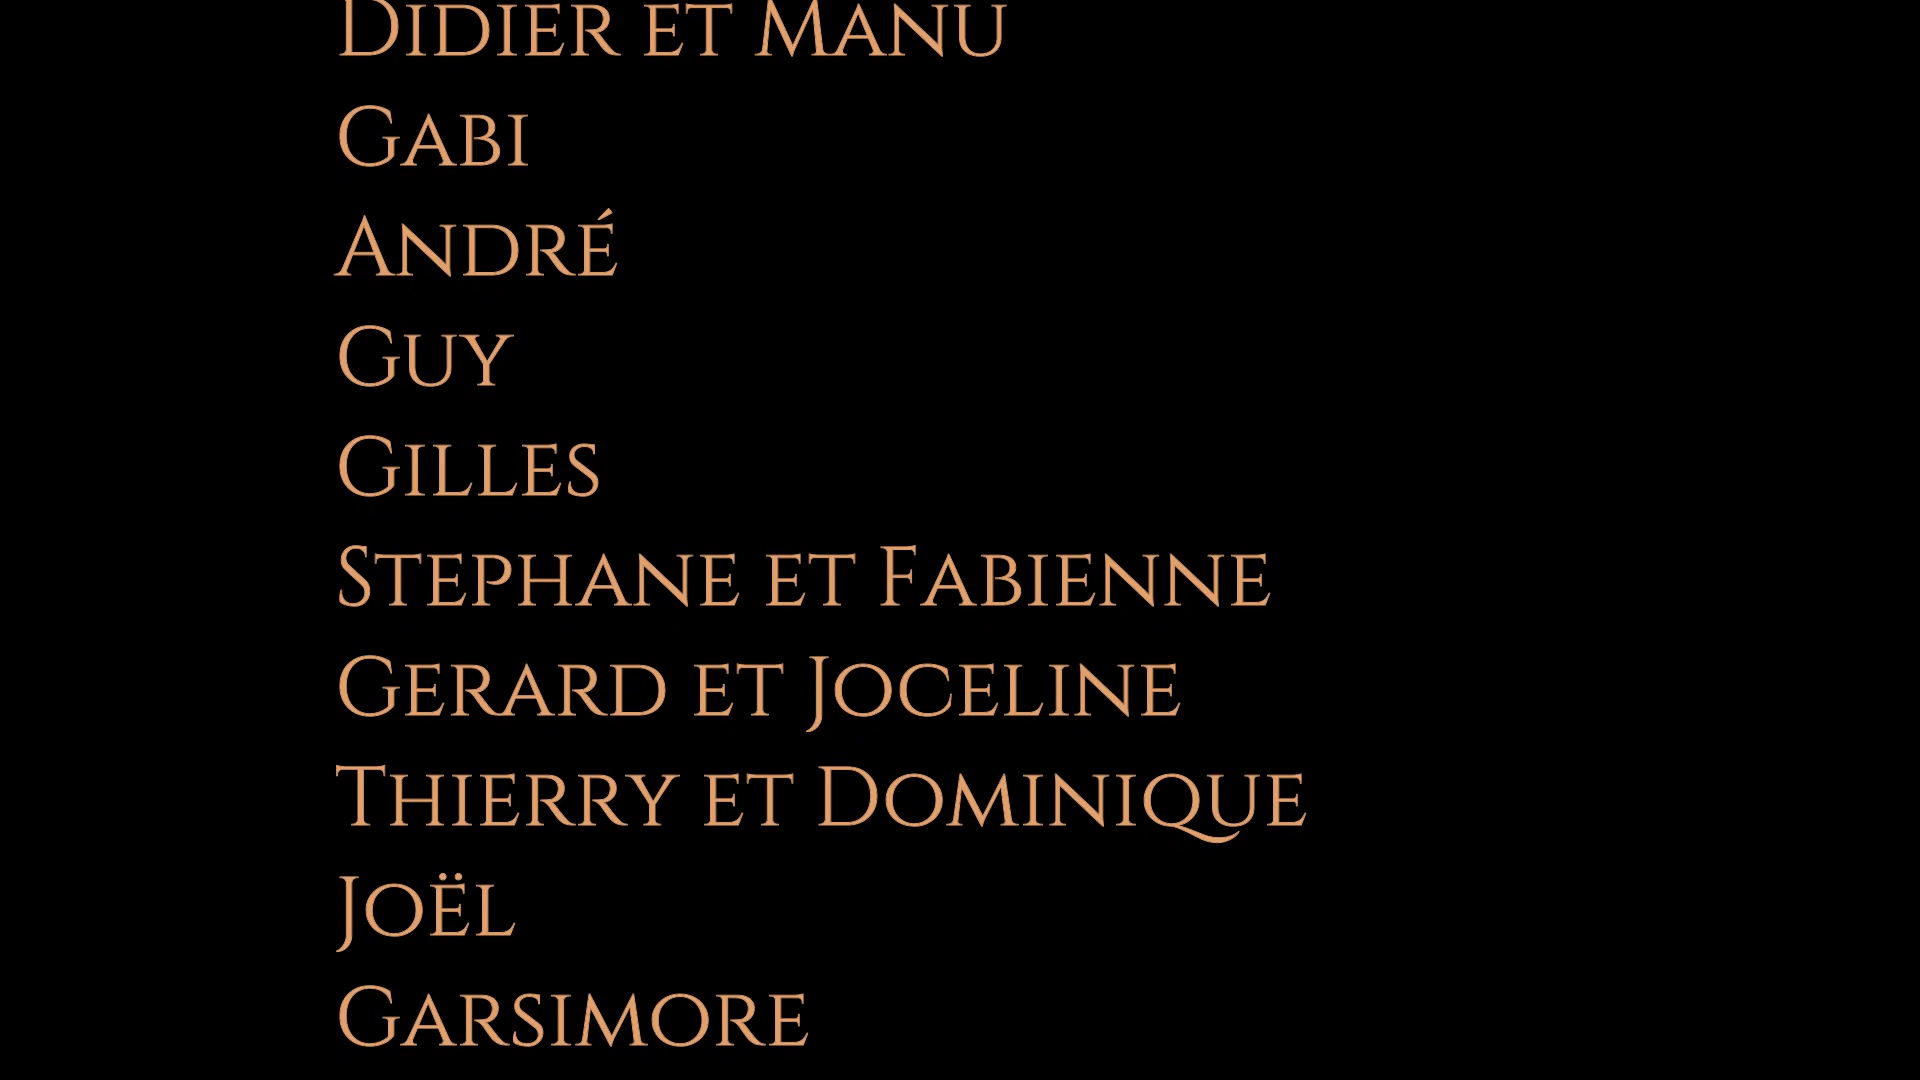 Didier et Manu
Gabi
André
Guy
Gilles
Stephane et Fabienne
Gerard et Joceline
Thierry et Dominique
Joël
Garsimore